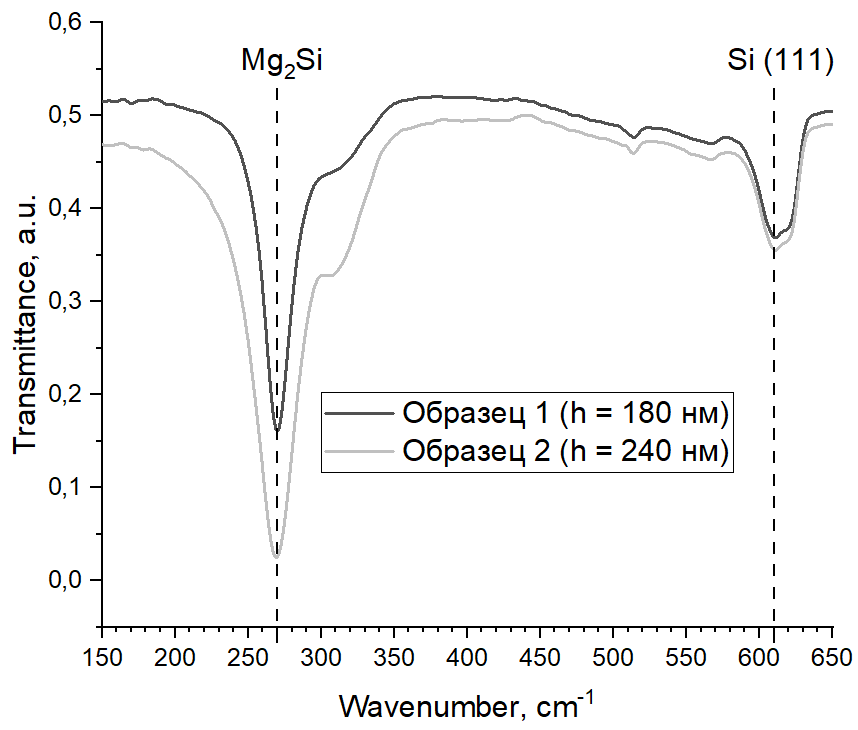 0,6
0,5
0,4
0,3
0,2
0,1
0,0
Transmittance, a.u.
Mg₂Si
Si (111)
Образец 1 (h = 180 нм)
Образец 2 (h = 240 нм)
150 200 250 300 350 400 450 500 550 600 650
Wavenumber, cm⁻¹